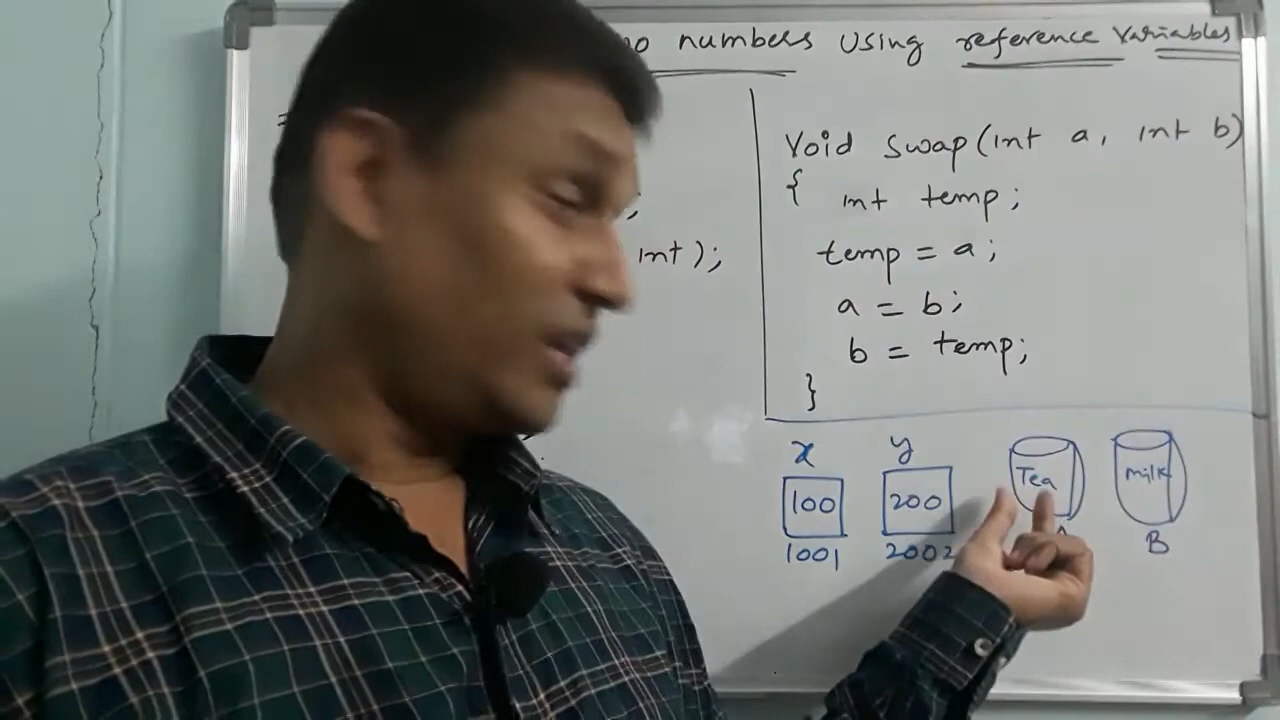 numbers using reference variables
int);
Void swap(int a, int b)
{ int temp;
temp = a;
a = b;
b = temp;
}
x y
100 200 Tea milk
1001 2002 B